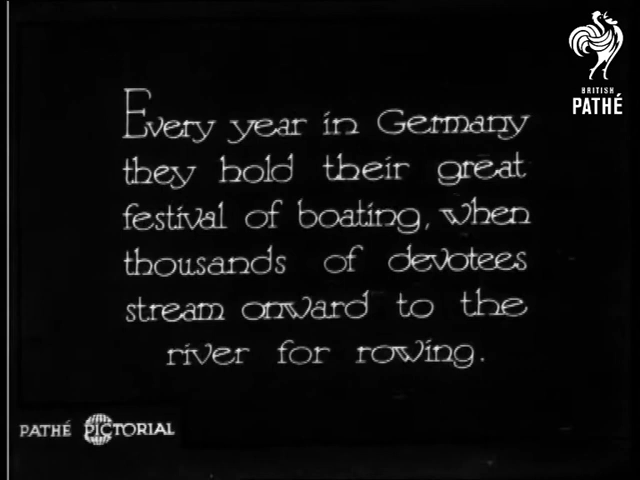 BRITISH
PATHÉ
Every year in Germany
they hold their great
festival of boating, when
thousands of devotees
stream onward to the
river for rowing.
PATHÉ PICTORIAL